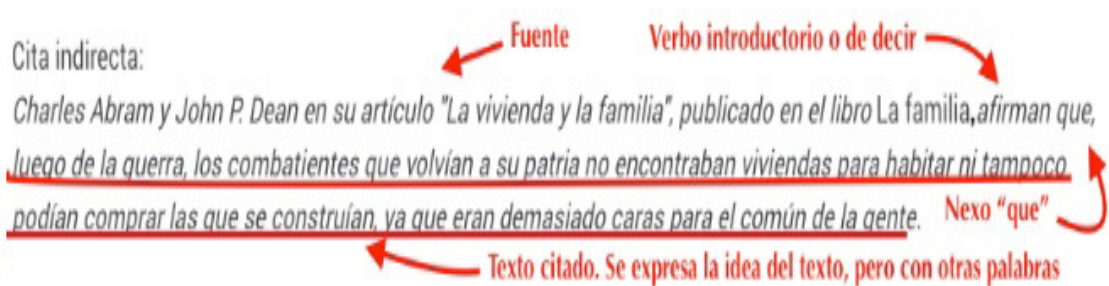 Fuente
Verbo introductorio o de decir
Cita indirecta:
Charles Abram y John P. Dean en su artículo "La vivienda y la familia", publicado en el libro La familia, afirman que,
luego de la guerra, los combatientes que volvían a su patria no encontraban viviendas para habitar ni tampoco
podían comprar las que se construían, ya que eran demasiado caras para el común de la gente.
Nexo "que"
Texto citado. Se expresa la idea del texto, pero con otras palabras